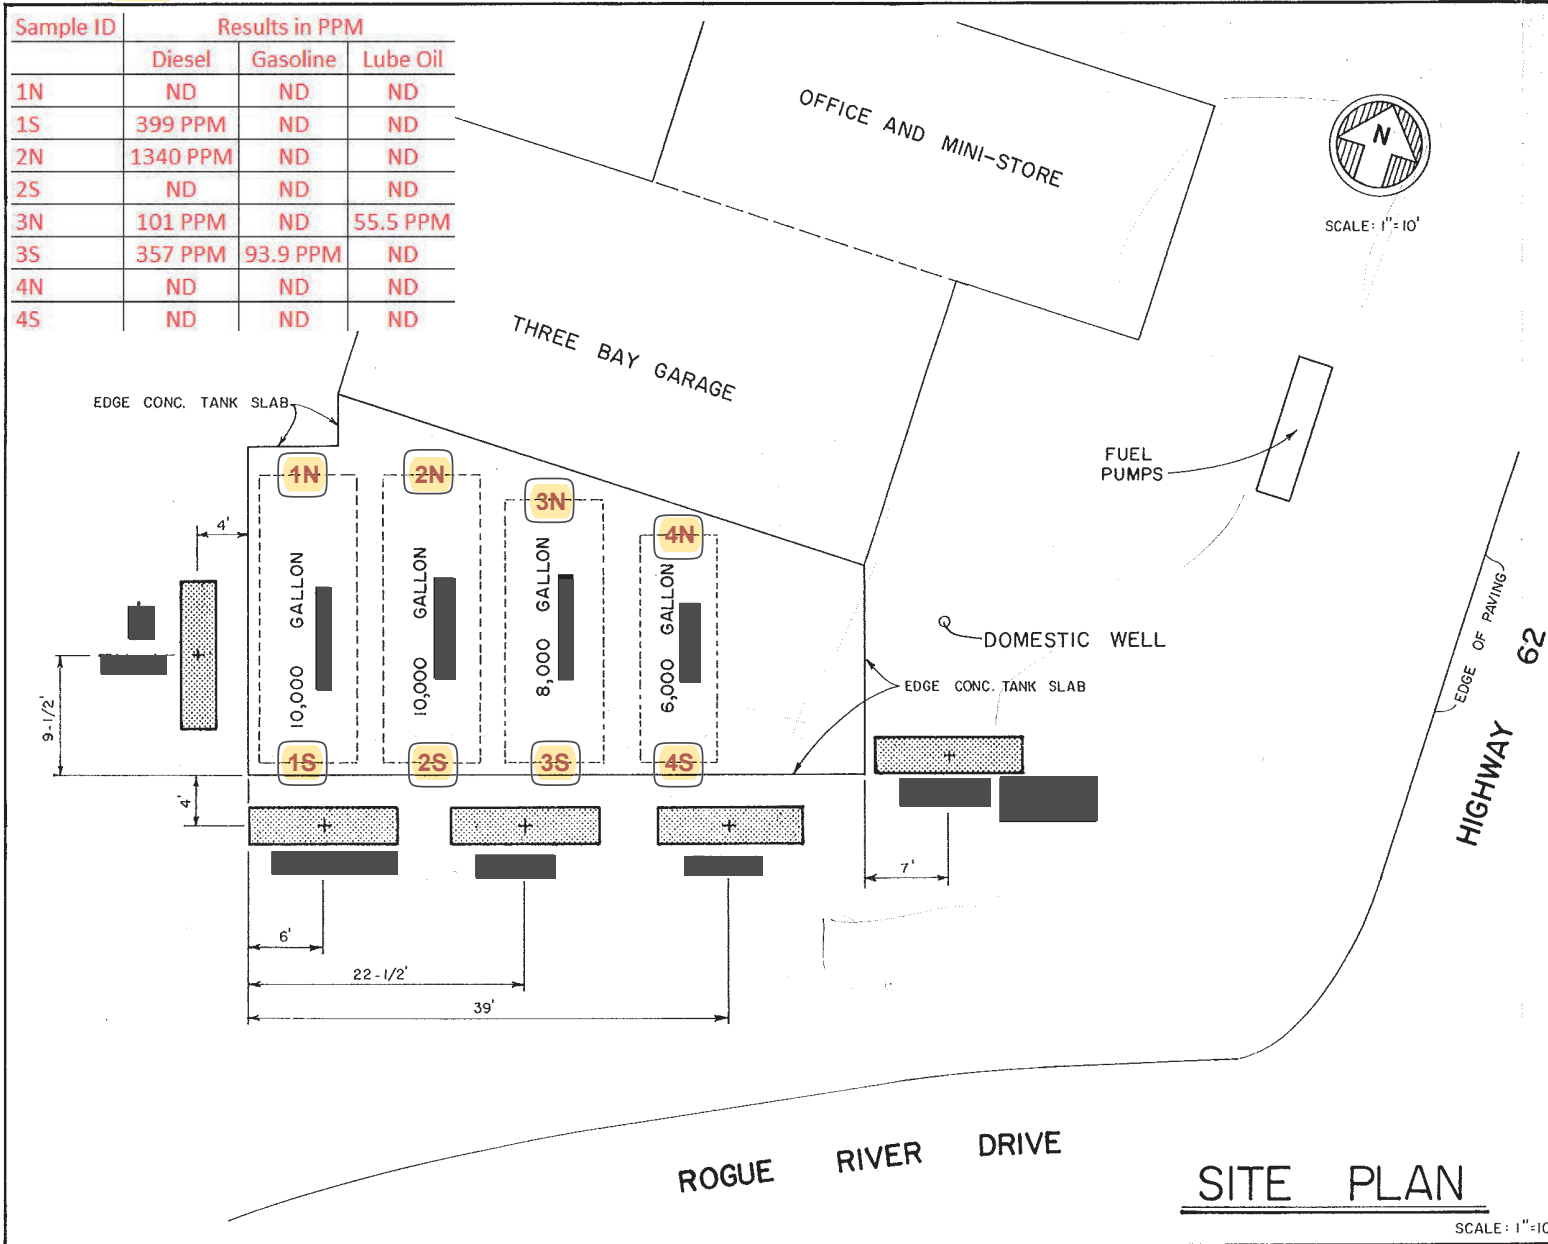 Sample ID Results in PPM
Diesel Gasoline Lube Oil
1N ND ND ND
1S 399 PPM ND ND
2N 1340 PPM ND ND
2S ND ND ND
3N 101 PPM ND 55.5 PPM
3S 357 PPM 93.9 PPM ND
4N ND ND ND
4S ND ND ND
OFFICE AND MINI-STORE
N
SCALE: 1"=10'
THREE BAY GARAGE
EDGE CONC. TANK SLAB
FUEL
PUMPS
1N
2N
3N
4N
4'
10,000 GALLON
10,000 GALLON
8,000 GALLON
6,000 GALLON
DOMESTIC WELL
EDGE CONC. TANK SLAB
EDGE OF PAVING
HIGHWAY 62
9-1/2'
1S
2S
3S
4S
4'
7'
6'
22-1/2'
39'
ROGUE RIVER DRIVE
SITE PLAN
SCALE: 1"=10